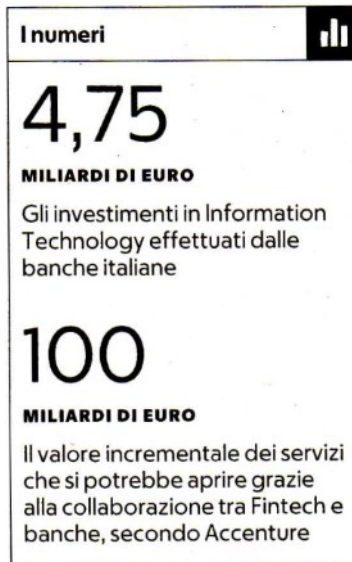 I numeri
4,75
MILIARDI DI EURO
Gli investimenti in Information
Technology effettuati dalle
banche italiane
100
MILIARDI DI EURO
Il valore incrementale dei servizi
che si potrebbe aprire grazie
alla collaborazione tra Fintech e
banche, secondo Accenture